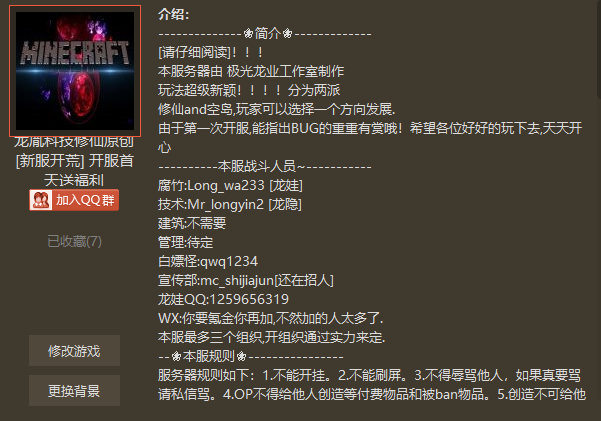 MINECRAFT
龙胤科技修仙原创
[新服开荒] 开服首
天送福利
加入QQ群
已收藏(7)
修改游戏
更换背景
介绍:
--------------❀简介❀-------------
[请仔细阅读]！！！
本服务器由 极光龙业工作室制作
玩法超级新颖！！！！ 分为两派
修仙and空岛,玩家可以选择一个方向发展.
由于第一次开服,能指出BUG的重重有赏哦！希望各位好好的玩下去,天天开
心
----------本服战斗人员~-----------
腐竹:Long_wa233 [龙娃]
技术:Mr_longyin2 [龙隐]
建筑:不需要
管理:待定
白嫖怪:qwq1234
宣传部:mc_shijiajun[还在招人]
龙娃QQ:1259656319
WX:你要氪金你再加,不然加的人太多了.
本服最多三个组织,开组织通过实力来定.
--❀本服规则❀----------------
服务器规则如下：1.不能开挂。2.不能刷屏。3.不得辱骂他人，如果真要骂
请私信骂。4.OP不得给他人创造等付费物品和被ban物品。5.创造不可给他